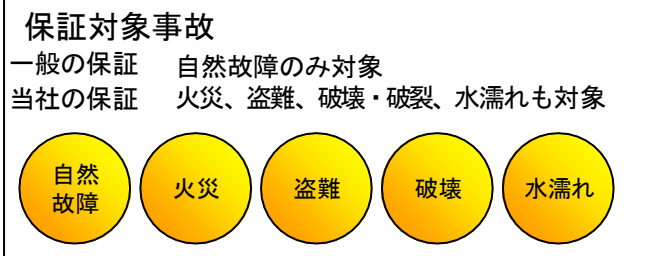 保証対象事故
一般の保証 自然故障のみ対象
当社の保証 火災、盗難、破壊・破裂、水濡れも対象
自然
故障
火災
盗難
破壊
水濡れ